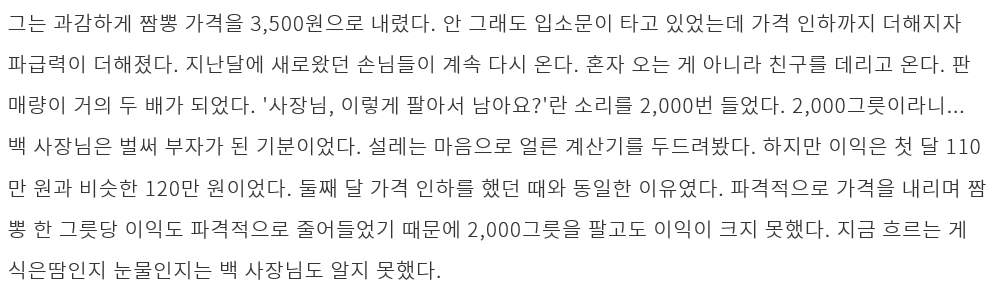 그는 과감하게 짬뽕 가격을 3,500원으로 내렸다. 안 그래도 입소문이 타고 있었는데 가격 인하까지 더해지자
파급력이 더해졌다. 지난달에 새로왔던 손님들이 계속 다시 온다. 혼자 오는 게 아니라 친구를 데리고 온다. 판
매량이 거의 두 배가 되었다. '사장님, 이렇게 팔아서 남아요?'란 소리를 2,000번 들었다. 2,000그릇이라니...
백 사장님은 벌써 부자가 된 기분이었다. 설레는 마음으로 얼른 계산기를 두드려봤다. 하지만 이익은 첫 달 110
만 원과 비슷한 120만 원이었다. 둘째 달 가격 인하를 했던 때와 동일한 이유였다. 파격적으로 가격을 내리며 짬
뽕 한 그릇당 이익도 파격적으로 줄어들었기 때문에 2,000그릇을 팔고도 이익이 크지 못했다. 지금 흐르는 게
식은땀인지 눈물인지는 백 사장님도 알지 못했다.